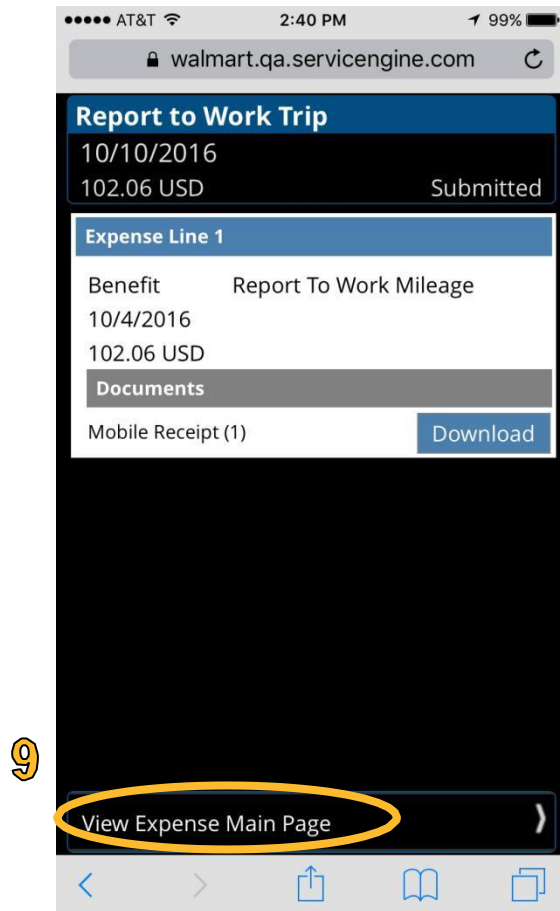 AT&T 2:40 PM 99%
walmart.qa.servicengine.com
Report to Work Trip
10/10/2016
102.06 USD Submitted
Expense Line 1
Benefit Report To Work Mileage
10/4/2016
102.06 USD
Documents
Mobile Receipt (1) Download
9
View Expense Main Page